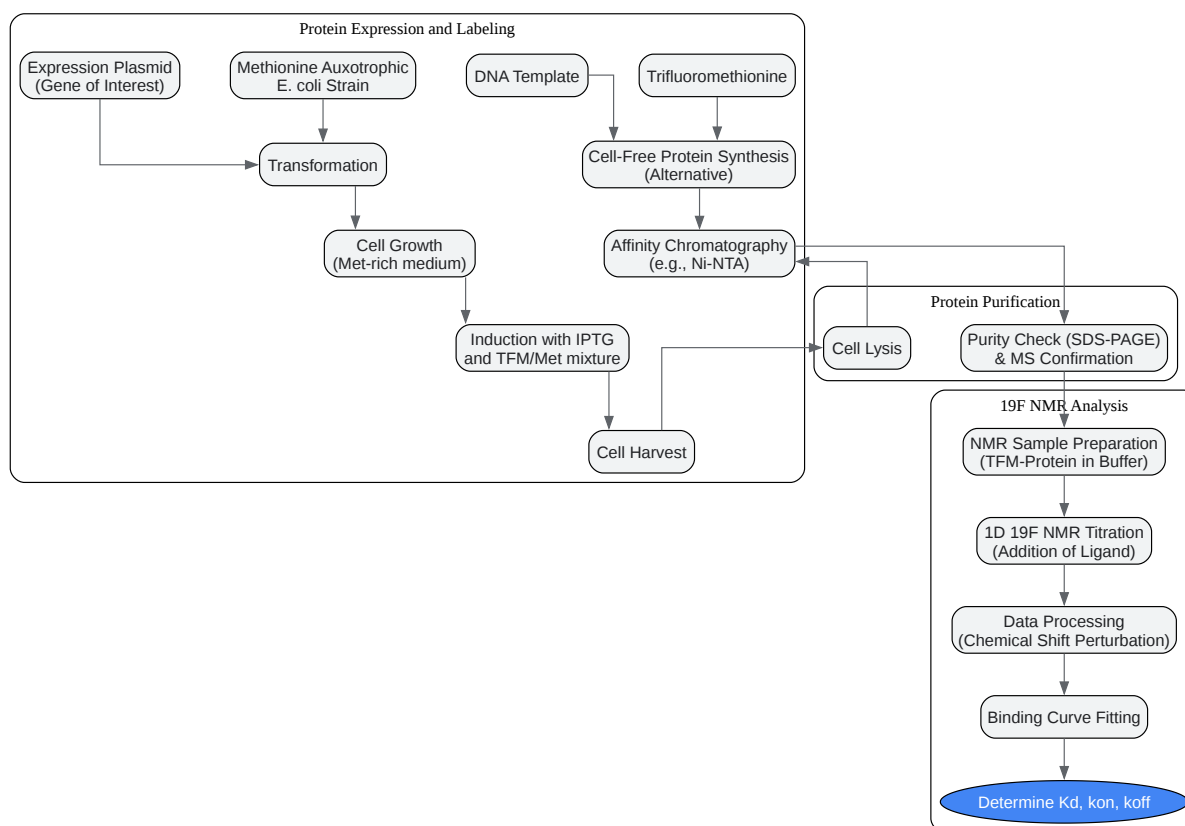 Protein Expression and Labeling
Expression Plasmid
(Gene of Interest)
Methionine Auxotrophic
E. coli Strain
DNA Template
Trifluoromethionine
Transformation
Cell-Free Protein Synthesis
(Alternative)
Cell Growth
(Met-rich medium)
Affinity Chromatography
(e.g., Ni-NTA)
Induction with IPTG
and TFM/Met mixture
Cell Harvest
Protein Purification
Cell Lysis
Purity Check (SDS-PAGE)
& MS Confirmation
19F NMR Analysis
NMR Sample Preparation
(TFM-Protein in Buffer)
1D 19F NMR Titration
(Addition of Ligand)
Data Processing
(Chemical Shift Perturbation)
Binding Curve Fitting
Determine Kd, kon, koff